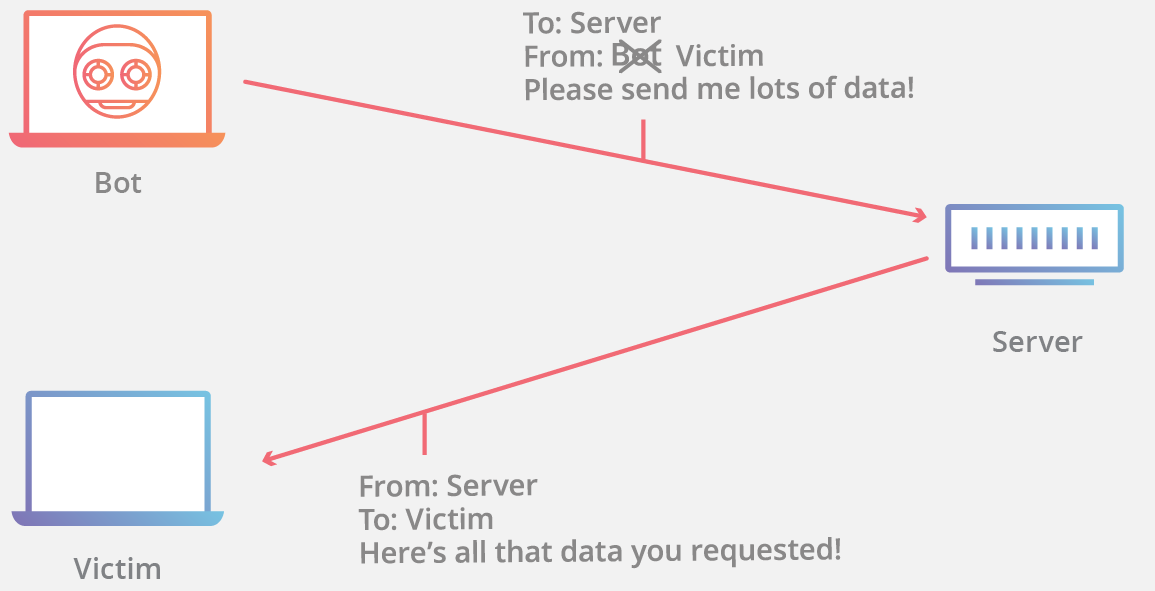 To: Server
From: Bot Victim
Please send me lots of data!
Bot
Server
From: Server
To: Victim
Here's all that data you requested!
Victim